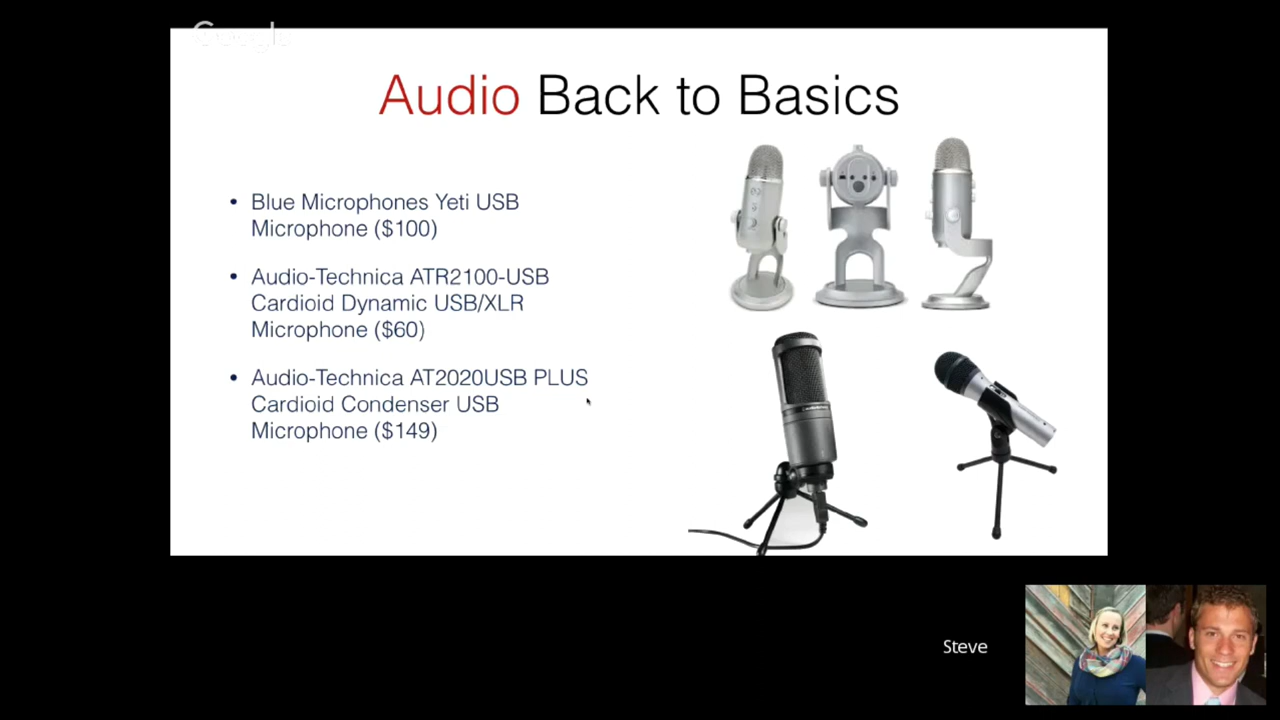 Google
Audio Back to Basics
• Blue Microphones Yeti USB
Microphone ($100)
• Audio-Technica ATR2100-USB
Cardioid Dynamic USB/XLR
Microphone ($60)
• Audio-Technica AT2020USB PLUS
Cardioid Condenser USB
Microphone ($149)
Steve